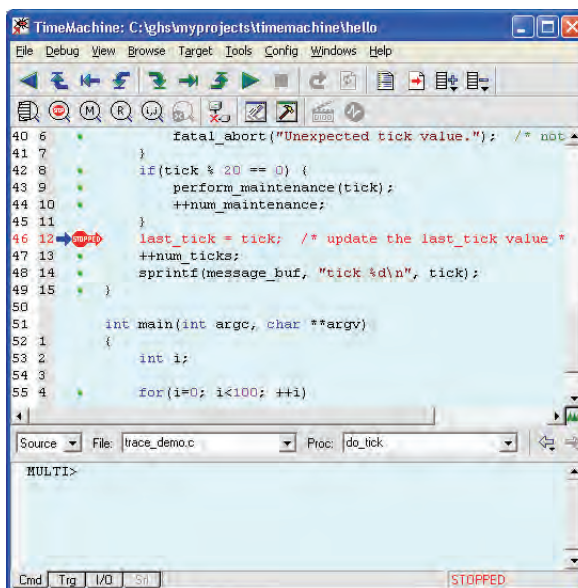 TimeMachine: C:\ghs\myprojects\timemachine\hello
File Debug View Browse Target Tools Config Windows Help
40 6 fatal_abort("Unexpected tick value."); /* not
41 7 }
42 8 if(tick % 20 == 0) {
43 9 perform_maintenance(tick);
44 10 ++num_maintenance;
45 11 }
46 12 STOPPED last_tick = tick; /* update the last_tick value *
47 13 ++num_ticks;
48 14 sprintf(message_buf, "tick %d\n", tick);
49 15 }
50
51 int main(int argc, char **argv)
52 1 {
53 2 int i;
54 3
55 4 for(i=0; i<100; ++i)
Source File: trace_demo.c Proc: do_tick
MULTI>
Cmd Trg I/O Srl STOPPED